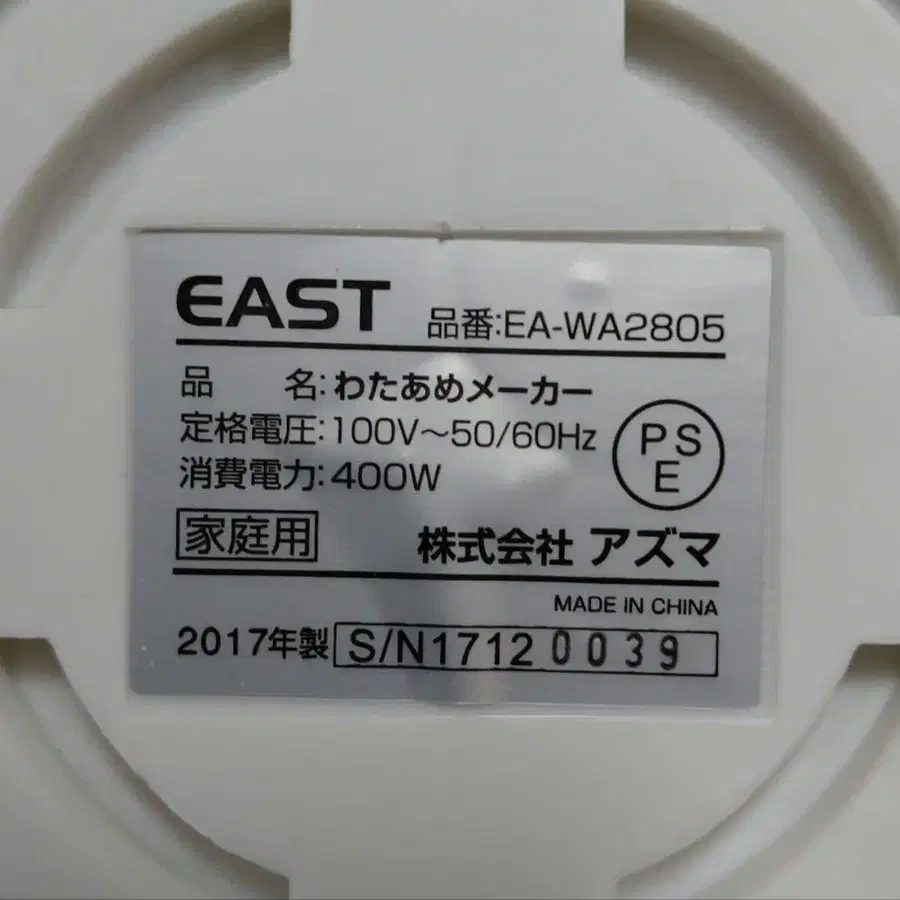 EAST 品番:EA-WA2805
品 名:わたあめメーカー
定格電圧:100V～50/60Hz
消費電力:400W
PSE
家庭用 株式会社 アズマ
MADE IN CHINA
2017年製 S/N1712 0039